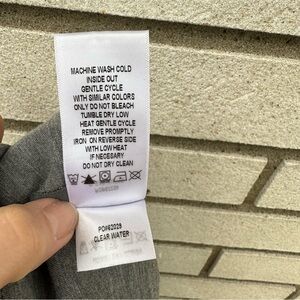 MACHINE WASH COLD
INSIDE OUT
GENTLE CYCLE
WITH SIMILAR COLORS
ONLY DO NOT BLEACH
TUMBLE DRY LOW
HEAT GENTLE CYCLE
REMOVE PROMPTLY
IRON ON REVERSE SIDE
WITH LOW HEAT
IF NECESSARY
DO NOT DRY CLEAN
PO#62029
CLEAR WATER